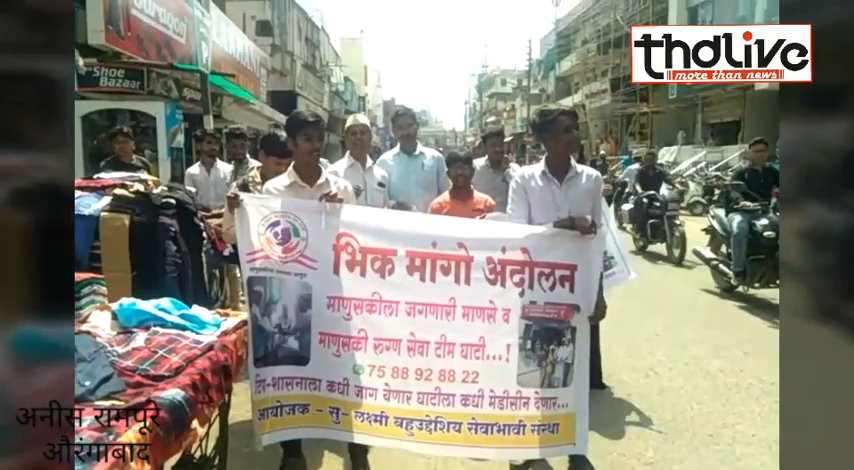 thdLive
more than news
Shoe
Bazaar
भिक मांगो अंदोलन
माणुसकीला जगणारी माणसे व
माणुसकी रुग्ण सेवा टीम घाटी...!
75 88 92 88 22
टिप-शासनाला कधी जाग येणार घाटीला कधी मेडीसीन देणार...
आयोजक - सु-लक्ष्मी बहुउद्देशिय सेवाभावी संस्था
अनीस रामपूरे
औरंगाबाद